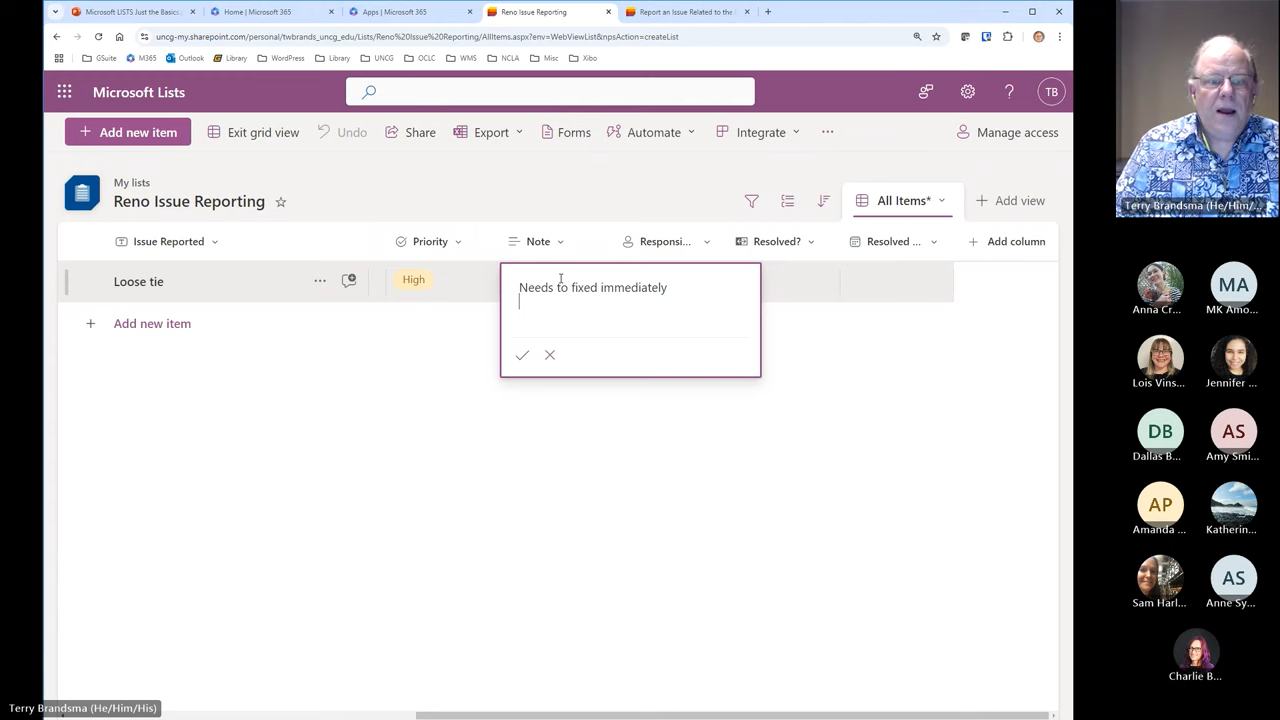 Microsoft LISTS Just the Basics
Home | Microsoft 365
Apps | Microsoft 365
Reno Issue Reporting
Report an Issue Related to the
uncg-my.sharepoint.com/personal/twbrands_uncg_edu/Lists/Reno%20Issue%20Reporting/AllItems.aspx?env=WebViewList&npsAction=createList
GSuite M365 Outlook Library WordPress Library UNCG OCLC WMS NCLA Misc Xibo
Microsoft Lists
TB
Add new item
Exit grid view
Undo
Share
Export
Forms
Automate
Integrate
Manage access
My lists
Reno Issue Reporting
All Items*
Add view
Issue Reported
Priority
Note
Responsi...
Resolved?
Resolved ...
Add column
Loose tie
High
Needs to fixed immediately
Add new item
Terry Brandsma (He/Him/...
Anna Cr...
MA
MK Amo...
Lois Vins...
Jennifer ...
DB
Dallas B...
AS
Amy Smi...
AP
Amanda ...
Katherin...
Sam Harl...
AS
Anne Sy...
Charlie B...
Terry Brandsma (He/Him/His)